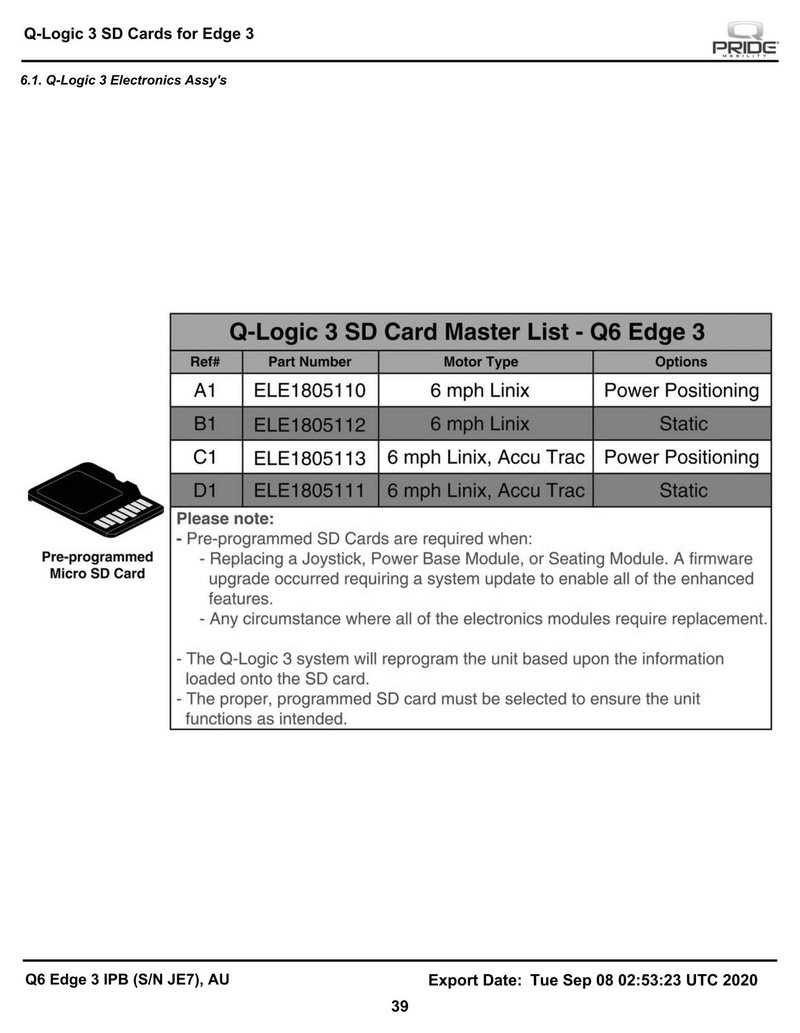 Q-Logic 3 SD Cards for Edge 3
Q
PRIDE
MOBILITY
6.1. Q-Logic 3 Electronics Assy's
Q-Logic 3 SD Card Master List - Q6 Edge 3
Ref# Part Number Motor Type Options
A1 ELE1805110 6 mph Linix Power Positioning
B1 ELE1805112 6 mph Linix Static
C1 ELE1805113 6 mph Linix, Accu Trac Power Positioning
D1 ELE1805111 6 mph Linix, Accu Trac Static
Pre-programmed
Micro SD Card
Please note:
- Pre-programmed SD Cards are required when:
- Replacing a Joystick, Power Base Module, or Seating Module. A firmware
upgrade occurred requiring a system update to enable all of the enhanced
features.
- Any circumstance where all of the electronics modules require replacement.
- The Q-Logic 3 system will reprogram the unit based upon the information
loaded onto the SD card.
- The proper, programmed SD card must be selected to ensure the unit
functions as intended.
Q6 Edge 3 IPB (S/N JE7), AU
Export Date: Tue Sep 08 02:53:23 UTC 2020
39